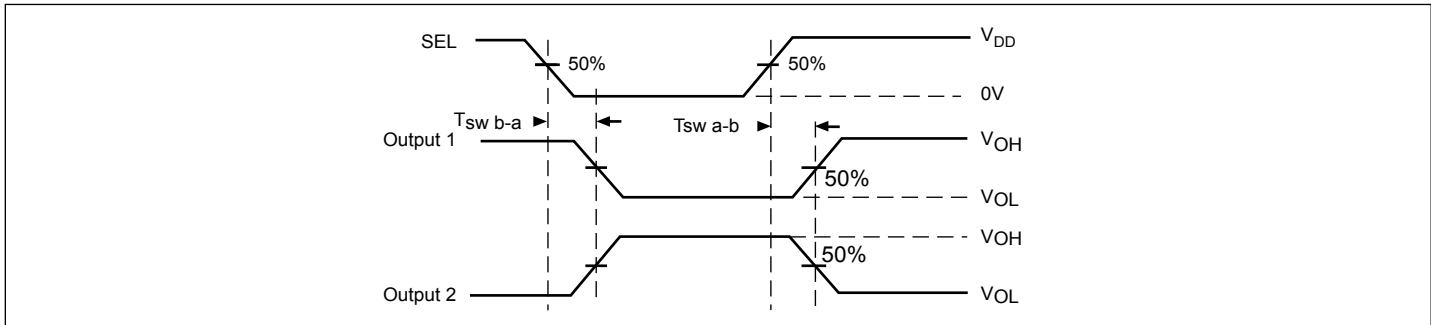 SEL
50%
50%
VDD
0V
Tsw b-a
Tsw a-b
Output 1
VOH
50%
VOL
VOH
50%
Output 2
VOL